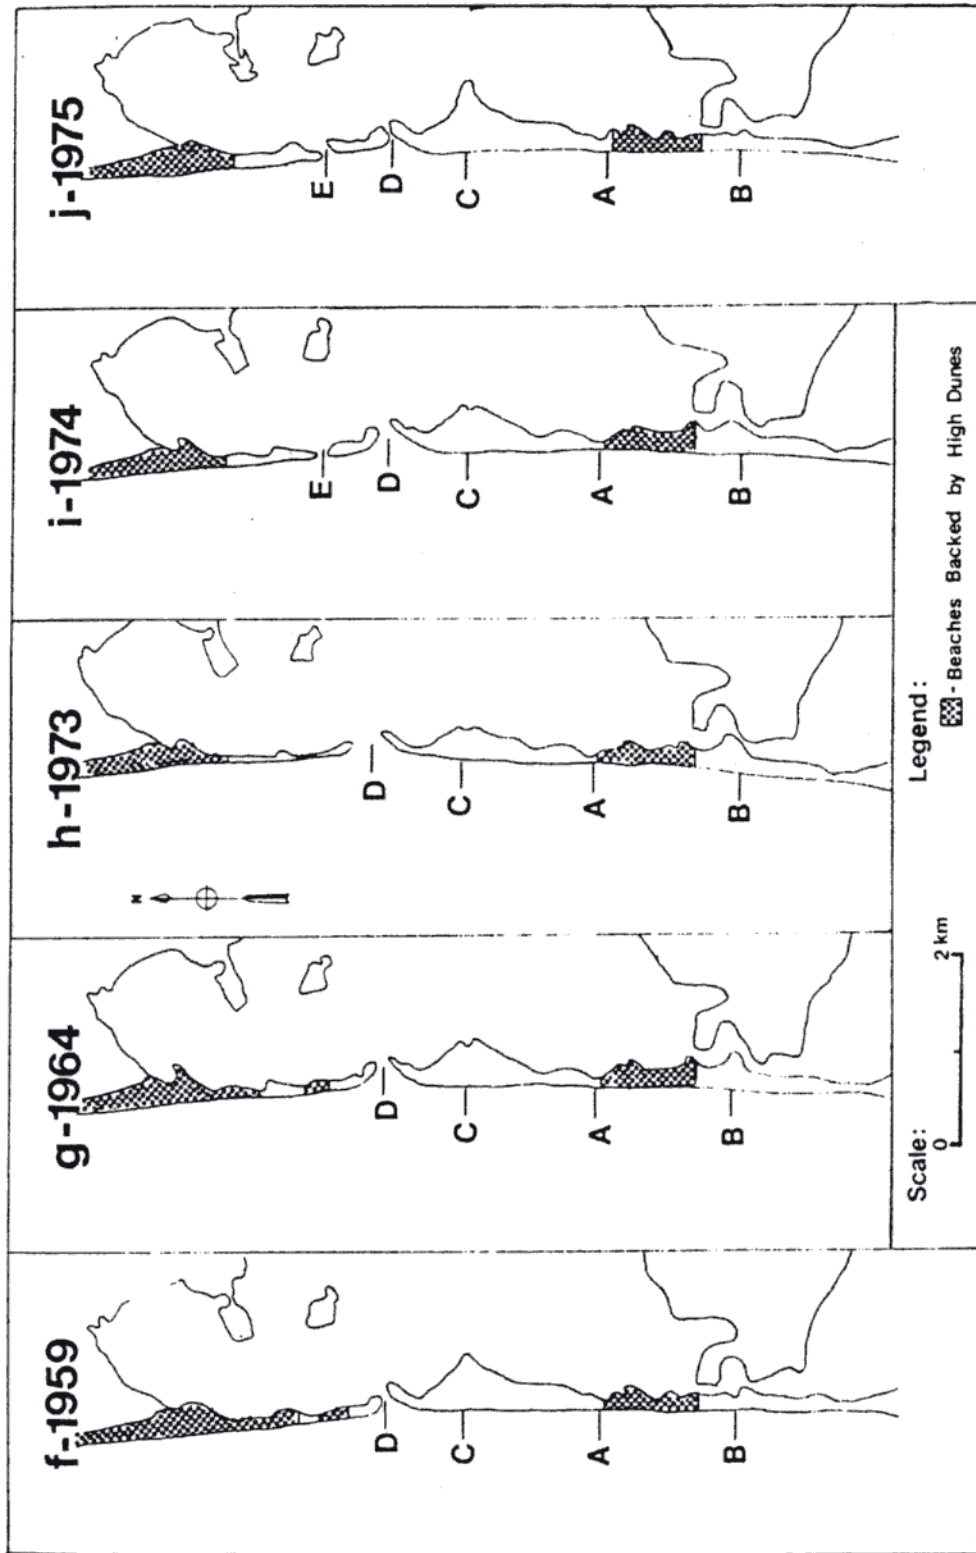 f-1959
D
C
A
B
g-1964
D
C
A
B
h-1973
N
D
C
A
B
i-1974
E
D
C
A
B
j-1975
E
D
C
A
B
Scale:
0 2 km
Legend:
- Beaches Backed by High Dunes